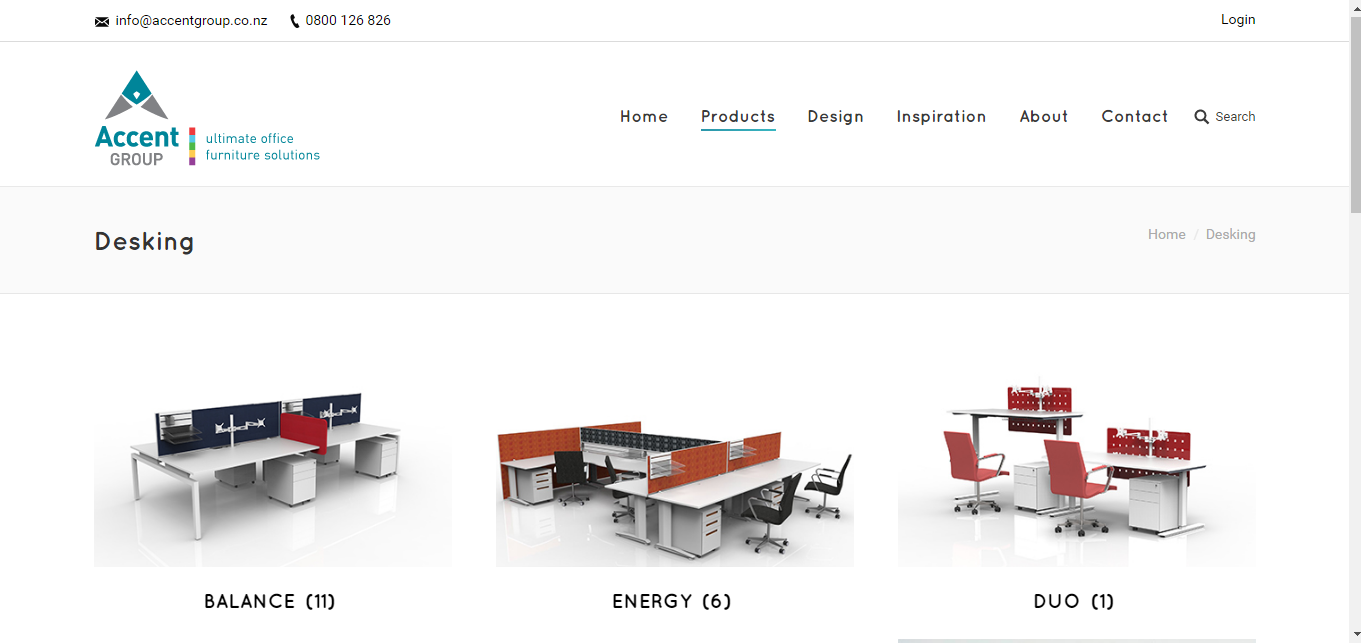 info@accentgroup.co.nz 0800 126 826 Login
Accent
GROUP
ultimate office
furniture solutions
Home Products Design Inspiration About Contact Search
Desking
Home / Desking
BALANCE (11) ENERGY (6) DUO (1)